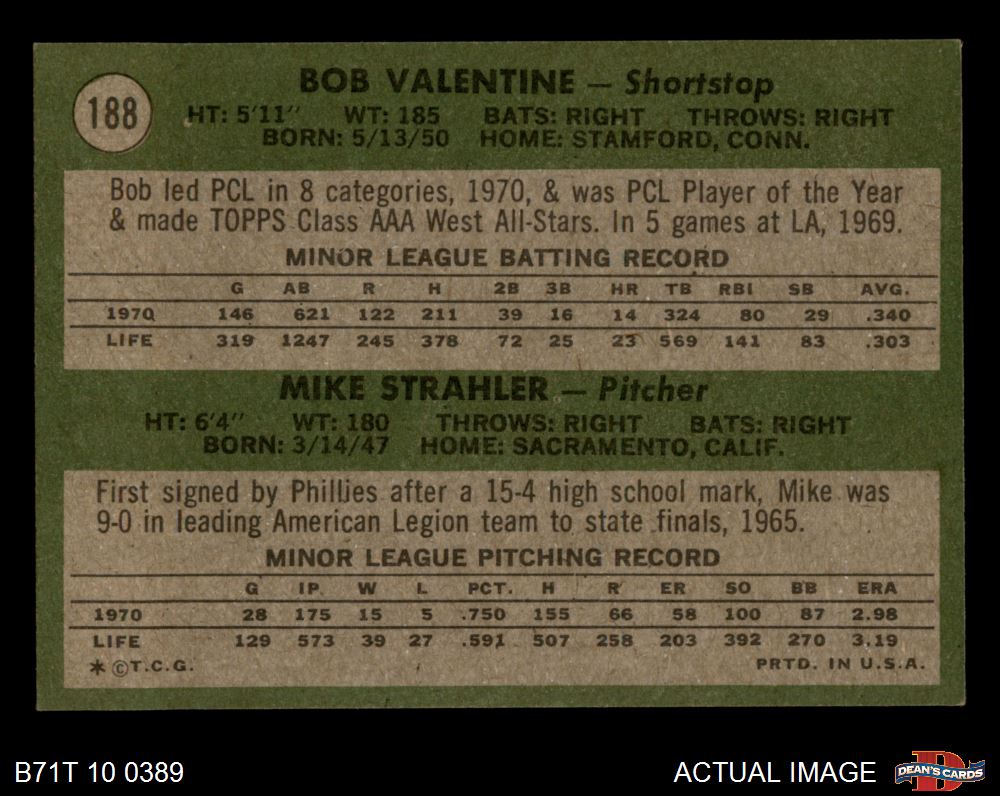 188
BOB VALENTINE — Shortstop
HT: 5'11" WT: 185 BATS: RIGHT THROWS: RIGHT
BORN: 5/13/50 HOME: STAMFORD, CONN.
Bob led PCL in 8 categories, 1970, & was PCL Player of the Year
& made TOPPS Class AAA West All-Stars. In 5 games at LA, 1969.
MINOR LEAGUE BATTING RECORD
G AB R H 2B 3B HR TB RBI SB AVG.
1970 146 621 122 211 39 16 14 324 80 29 .340
LIFE 319 1247 245 378 72 25 23 569 141 83 .303
MIKE STRAHLER — Pitcher
HT: 6'4" WT: 180 THROWS: RIGHT BATS: RIGHT
BORN: 3/14/47 HOME: SACRAMENTO, CALIF.
First signed by Phillies after a 15-4 high school mark, Mike was
9-0 in leading American Legion team to state finals, 1965.
MINOR LEAGUE PITCHING RECORD
G IP W L PCT. H R ER SO BB ERA
1970 28 175 15 5 .750 155 66 58 100 87 2.98
LIFE 129 573 39 27 .591 507 258 203 392 270 3.19
* ©T.C.G. PRTD. IN U.S.A.
B71T 10 0389 ACTUAL IMAGE DEAN'S CARDS